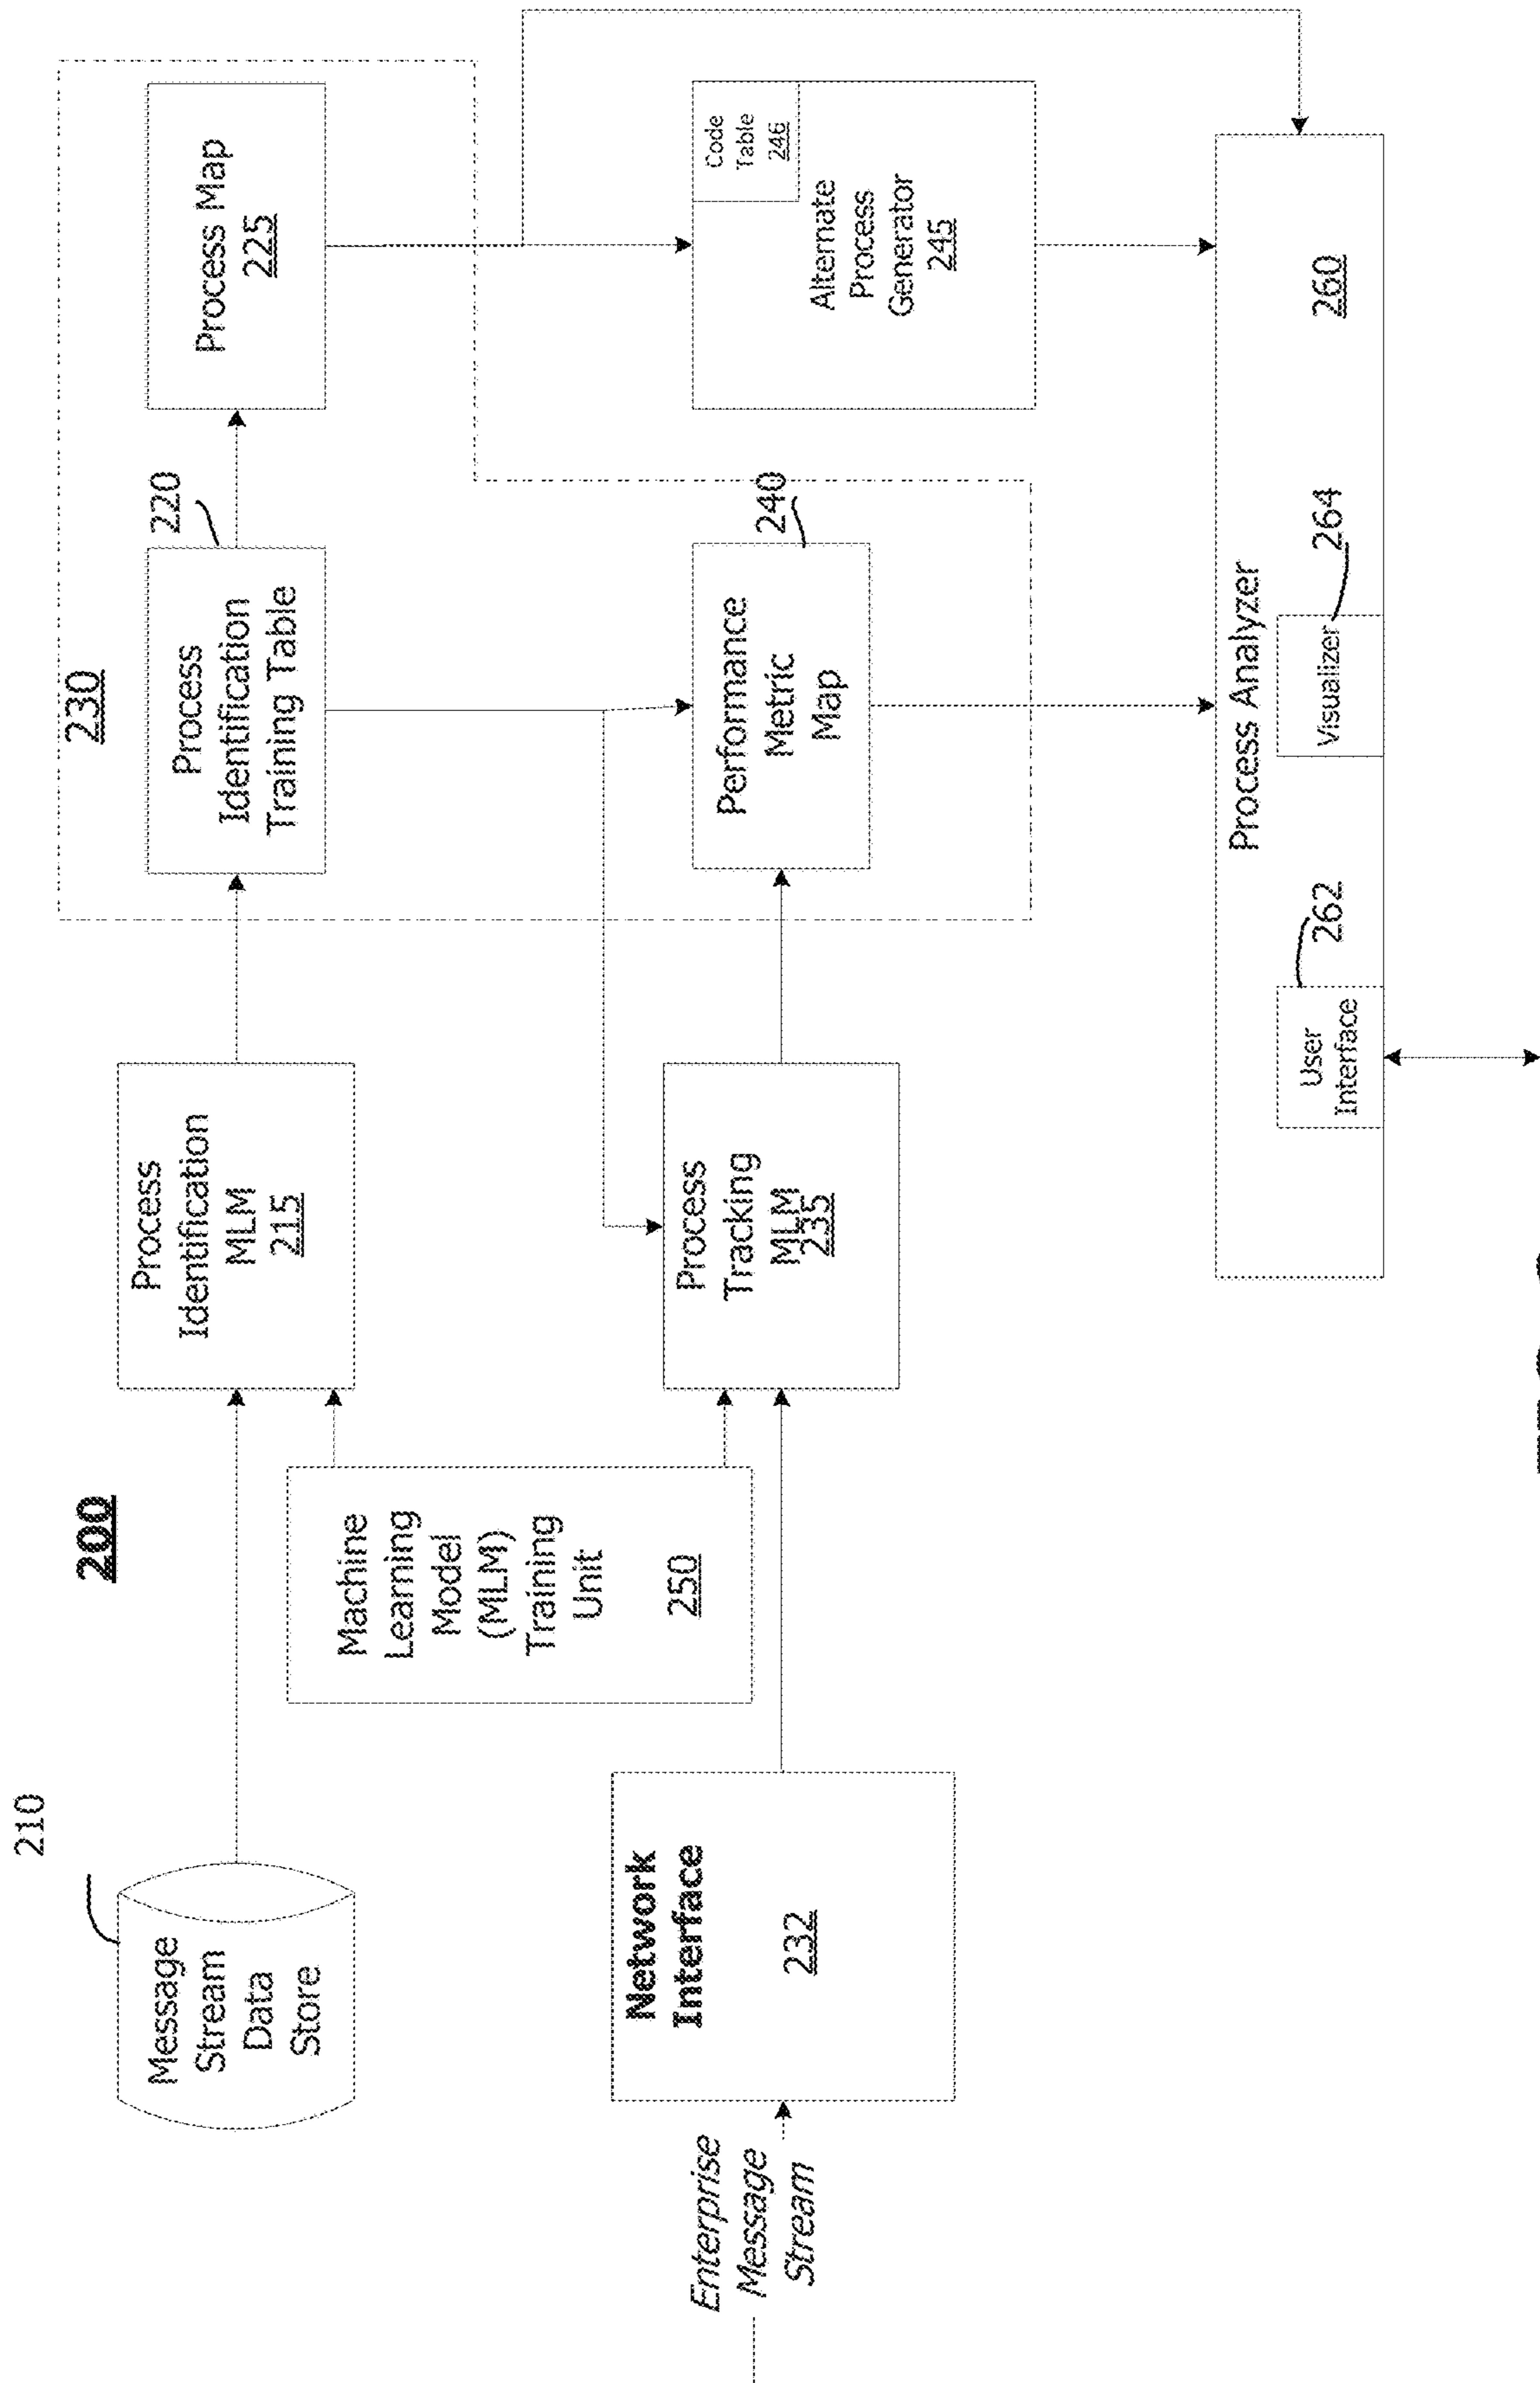 200
210
Message
Stream
Data
Store
Machine
Learning
Model
(MLM)
Training
Unit
250
Process
Identification
MLM
215
230
Process
Identification
Training Table
220
Process Map
225
Enterprise
Message
Stream
Network
Interface
232
Process
Tracking
MLM
235
Performance
Metric
Map
240
Code
Table
246
Alternate
Process
Generator
245
Process Analyzer
User
Interface
262
Visualizer
264
260